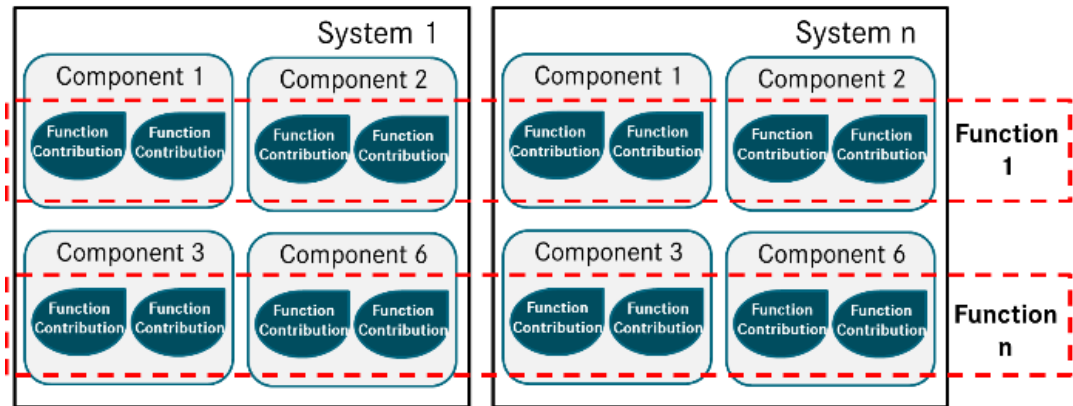 System 1
System n
Component 1
Component 2
Component 1
Component 2
Function
Contribution
Function
Contribution
Function
Contribution
Function
Contribution
Function
Contribution
Function
Contribution
Function
Contribution
Function
Contribution
Function
1
Component 3
Component 6
Component 3
Component 6
Function
Contribution
Function
Contribution
Function
Contribution
Function
Contribution
Function
Contribution
Function
Contribution
Function
Contribution
Function
Contribution
Function
n